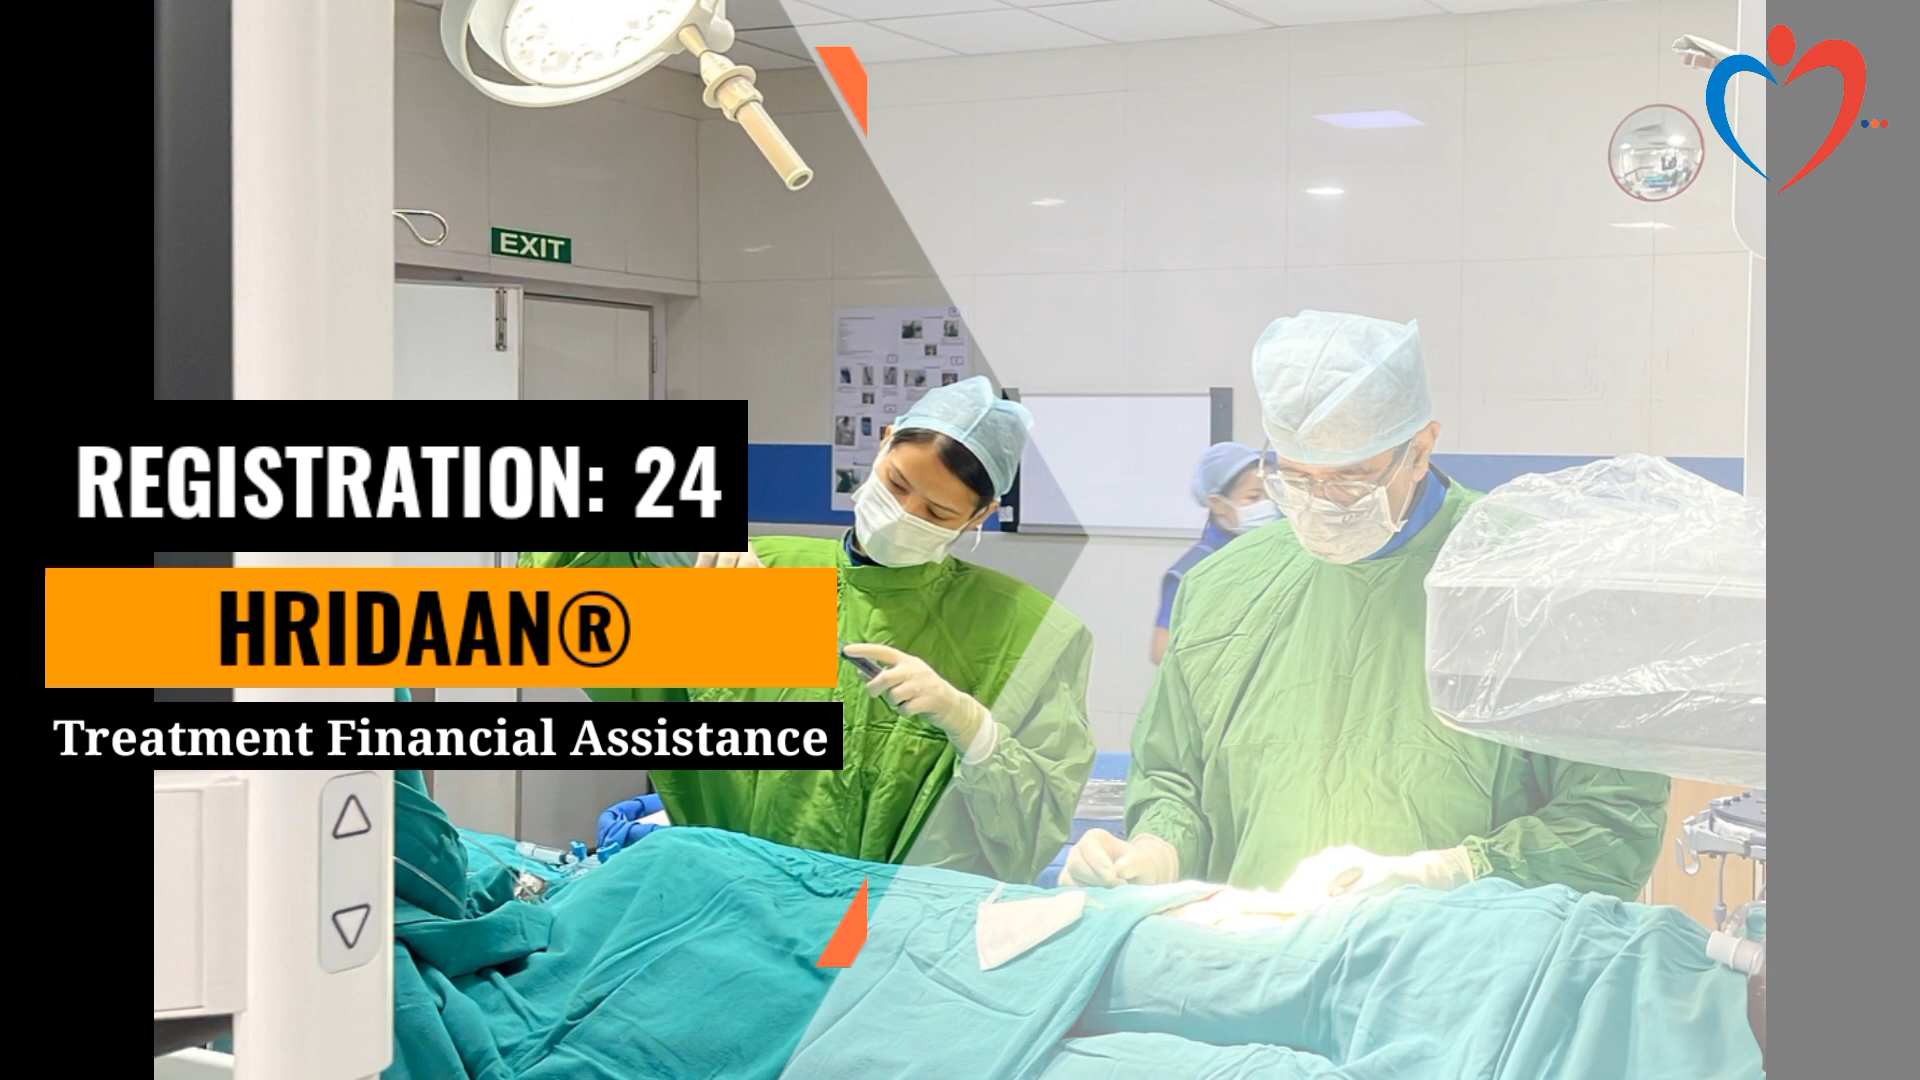 EXIT
REGISTRATION: 24
HRIDAAN®
Treatment Financial Assistance